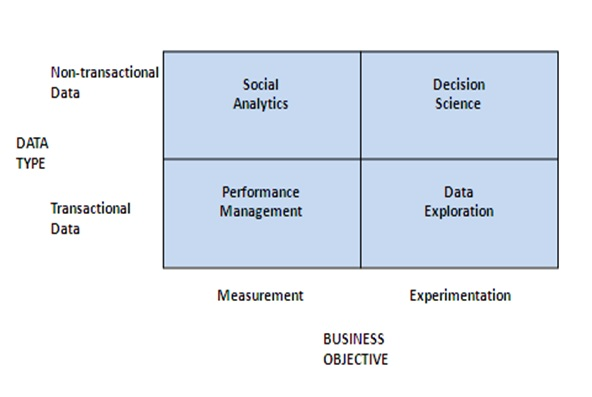 Non-transactional
Data
Social
Analytics
Decision
Science
DATA
TYPE
Transactional
Data
Performance
Management
Data
Exploration
Measurement
Experimentation
BUSINESS
OBJECTIVE